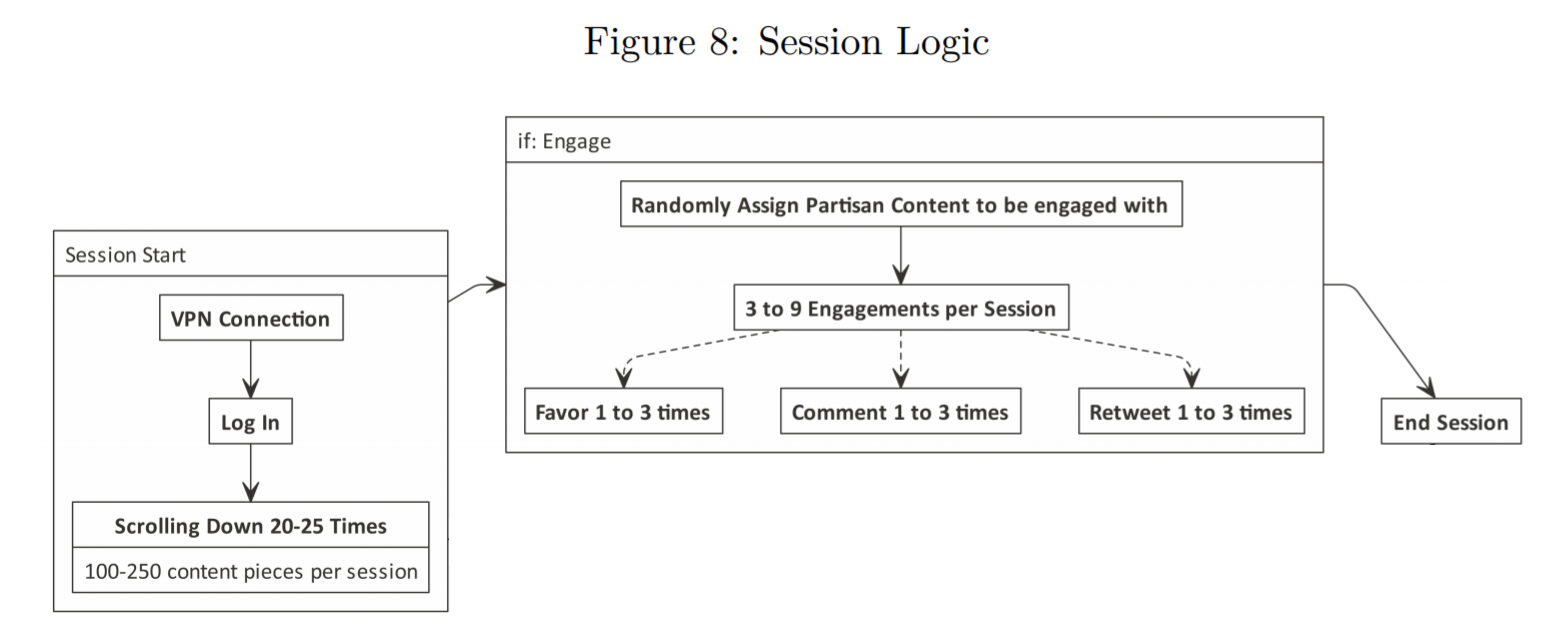 Figure 8: Session Logic
Session Start
VPN Connection
Log In
Scrolling Down 20-25 Times
100-250 content pieces per session
if: Engage
Randomly Assign Partisan Content to be engaged with
3 to 9 Engagements per Session
Favor 1 to 3 times
Comment 1 to 3 times
Retweet 1 to 3 times
End Session